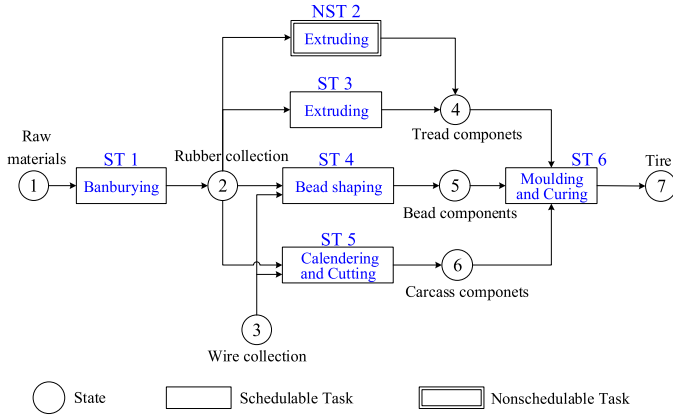 NST 2
Extruding
ST 3
Extruding
4
Tread componets
Raw
materials
1
ST 1
Banburying
Rubber collection
2
ST 4
Bead shaping
5
Bead components
ST 6
Moulding
and Curing
Tire
7
ST 5
Calendering
and Cutting
6
Carcass componets
3
Wire collection
State
Schedulable Task
Nonschedulable Task